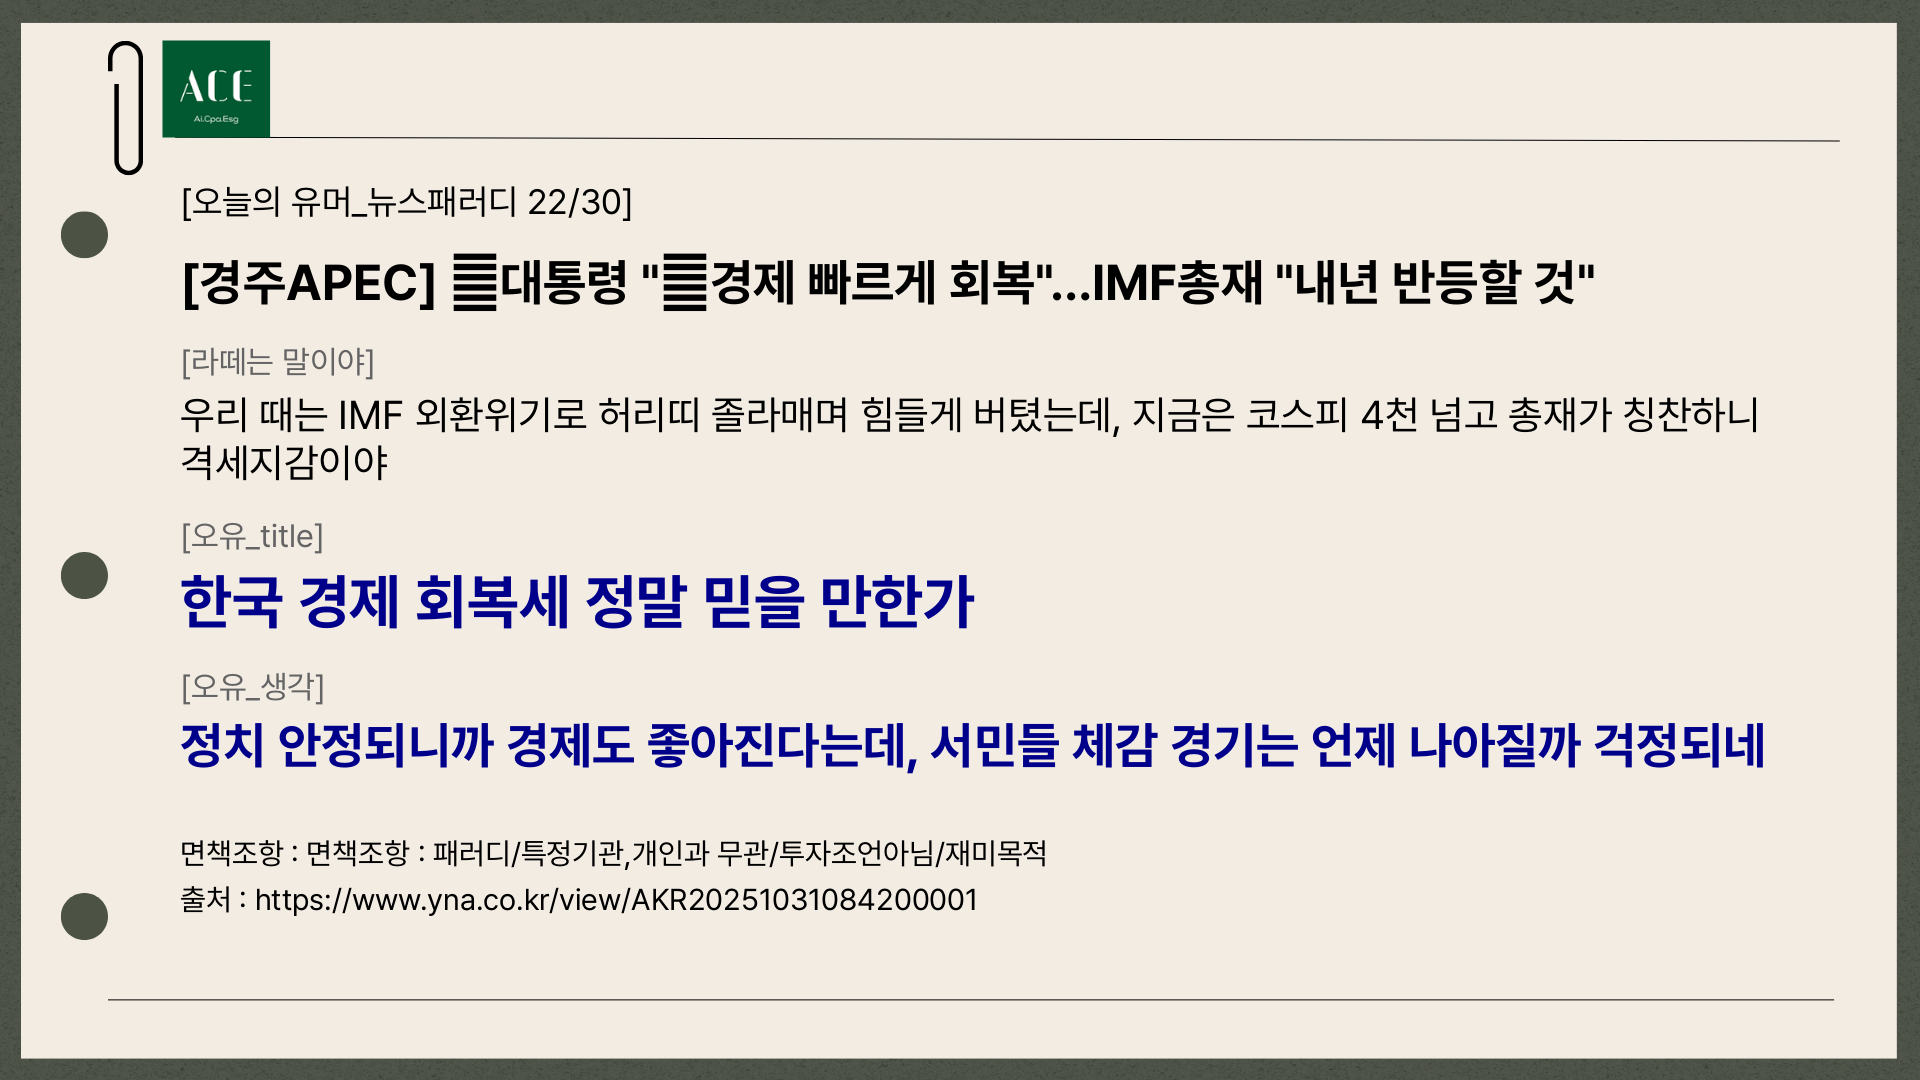 ACE
Ai.Cpa.Esg
[오늘의 유머_뉴스패러디 22/30]
[경주APEC] 대통령 "경제 빠르게 회복"...IMF총재 "내년 반등할 것"
[라떼는 말이야]
우리 때는 IMF 외환위기로 허리띠 졸라매며 힘들게 버텼는데, 지금은 코스피 4천 넘고 총재가 칭찬하니
격세지감이야
[오유_title]
한국 경제 회복세 정말 믿을 만한가
[오유_생각]
정치 안정되니까 경제도 좋아진다는데, 서민들 체감 경기는 언제 나아질까 걱정되네
면책조항 : 면책조항 : 패러디/특정기관,개인과 무관/투자조언아님/재미목적
출처 : https://www.yna.co.kr/view/AKR20251031084200001